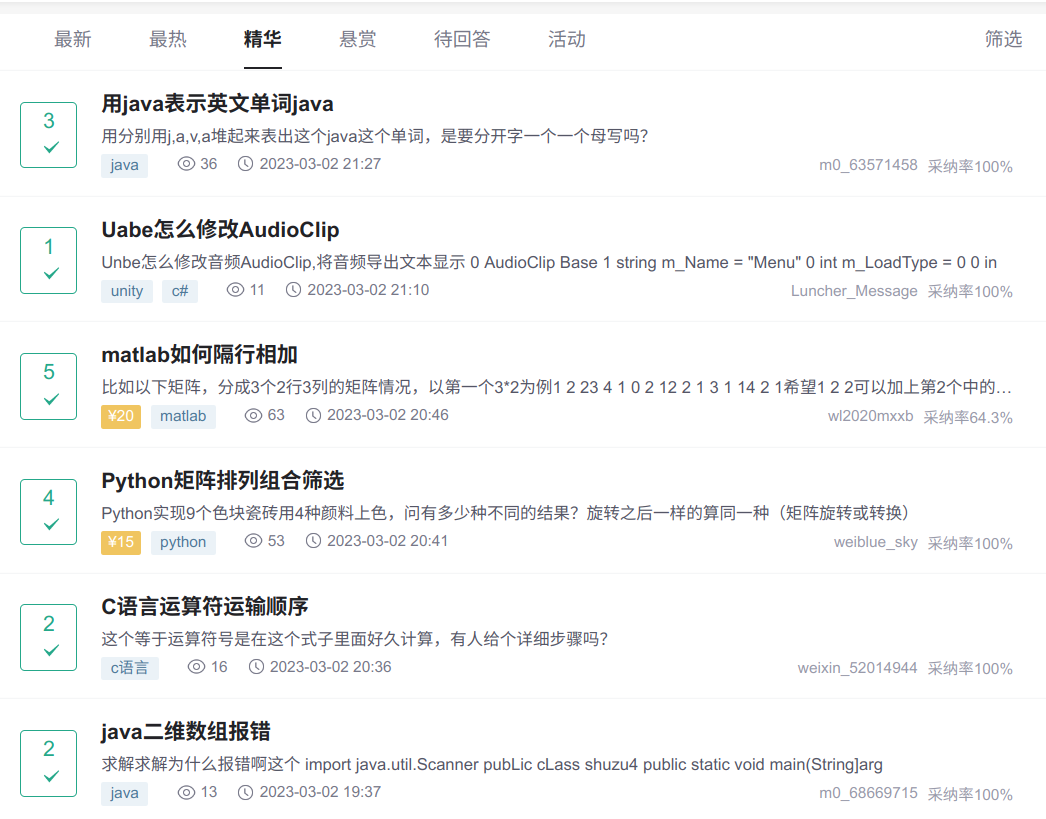 最新 最热 精华 悬赏 待回答 活动 筛选
3
用java表示英文单词java
用分别用j,a,v,a堆起来表出这个java这个单词，是要分开字一个一个母写吗?
java 36 2023-03-02 21:27 m0_63571458 采纳率100%
1
Uabe怎么修改AudioClip
Unbe怎么修改音频AudioClip,将音频导出文本显示 0 AudioClip Base 1 string m_Name = "Menu" 0 int m_LoadType = 0 0 in
unity c# 11 2023-03-02 21:10 Luncher_Message 采纳率100%
5
matlab如何隔行相加
比如以下矩阵，分成3个2行3列的矩阵情况，以第一个3*2为例1 2 23 4 1 0 2 12 2 1 3 1 14 2 1希望1 2 2可以加上第2个中的…
¥20 matlab 63 2023-03-02 20:46 wl2020mxxb 采纳率64.3%
4
Python矩阵排列组合筛选
Python实现9个色块瓷砖用4种颜料上色，问有多少种不同的结果？旋转之后一样的算同一种（矩阵旋转或转换）
¥15 python 53 2023-03-02 20:41 weiblue_sky 采纳率100%
2
C语言运算符运输顺序
这个等于运算符号是在这个式子里面好久计算，有人给个详细步骤吗?
c语言 16 2023-03-02 20:36 weixin_52014944 采纳率100%
2
java二维数组报错
求解求解为什么报错啊这个 import java.util.Scanner pubLic cLass shuzu4 public static void main(String]arg
java 13 2023-03-02 19:37 m0_68669715 采纳率100%